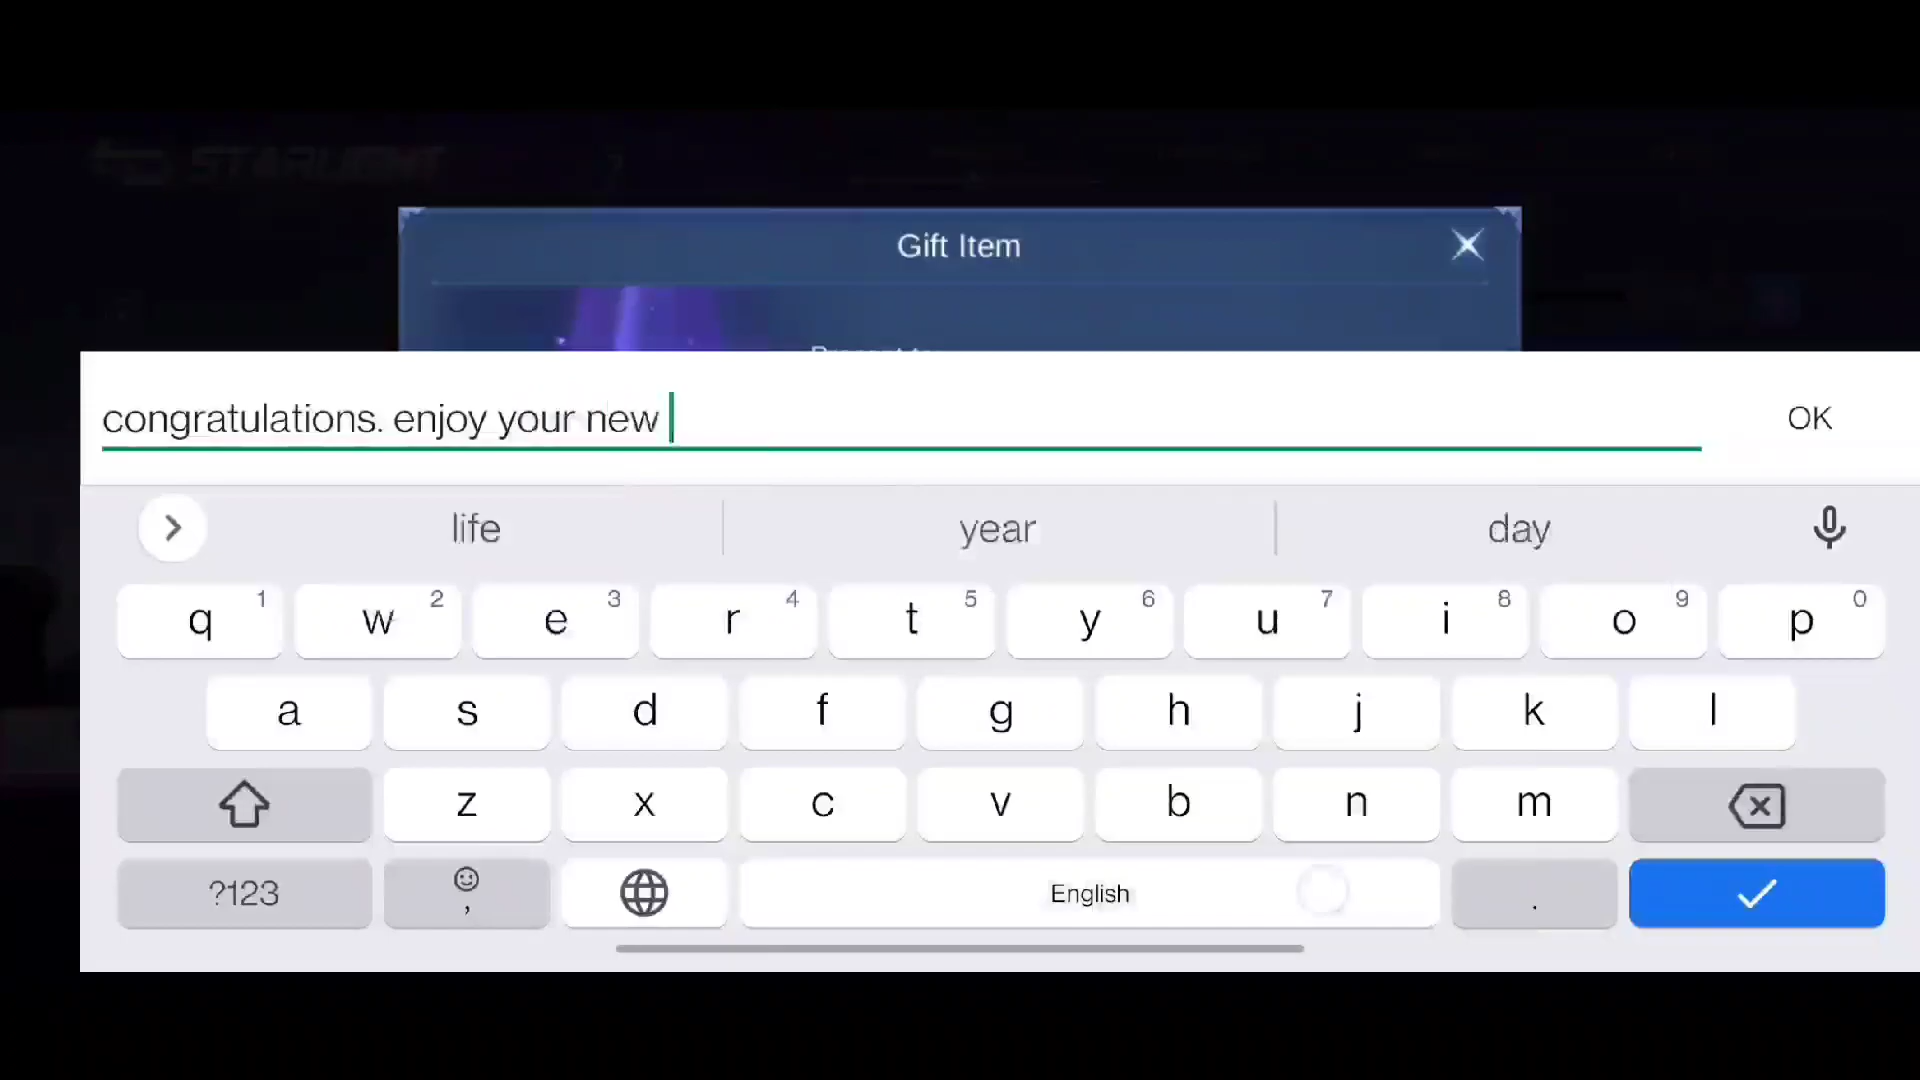 STARLIGHT
Gift Item
congratulations. enjoy your new
OK
life year day
q 1 w 2 e 3 r 4 t 5 y 6 u 7 i 8 o 9 p 0
a s d f g h j k l
z x c v b n m
?123 , English .